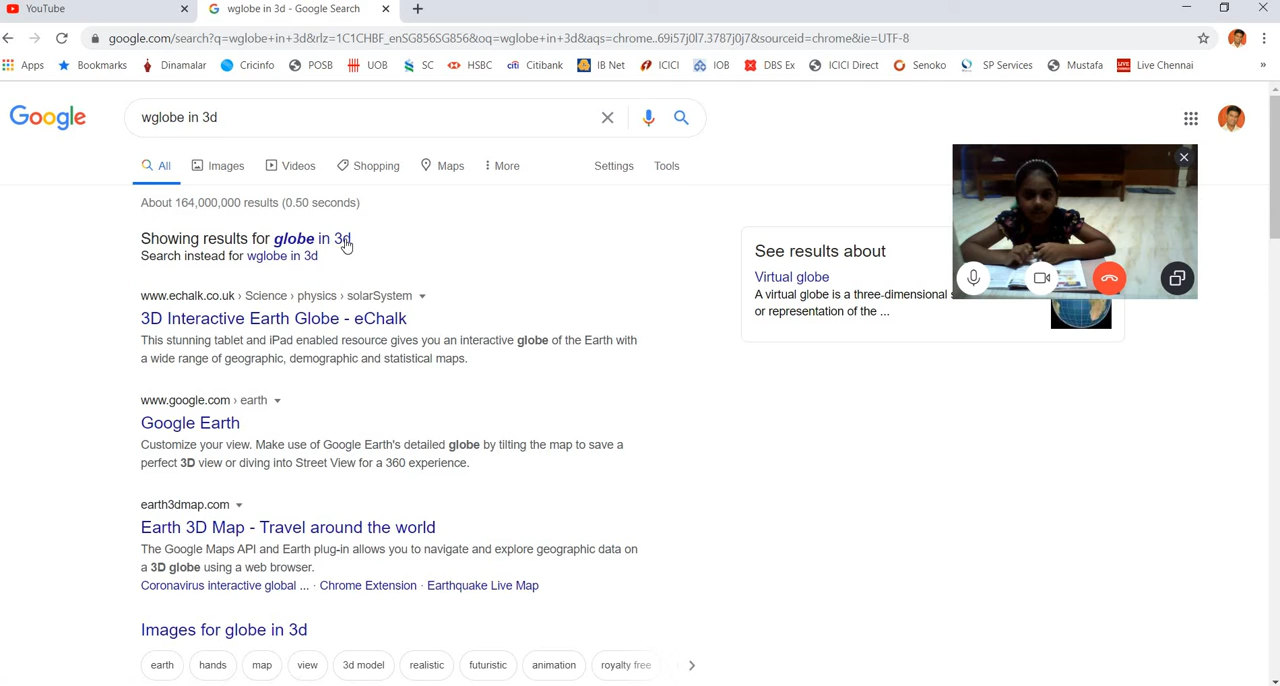 YouTube
wglobe in 3d - Google Search
google.com/search?q=wglobe+in+3d&rlz=1C1CHBF_enSG856SG856&oq=wglobe+in+3d&aqs=chrome..69i57j0l7.3787j0j7&sourceid=chrome&ie=UTF-8
Apps Bookmarks Dinamalar Cricinfo POSB UOB SC HSBC citi Citibank IB Net ICICI IOB DBS Ex ICICI Direct Senoko SP Services Mustafa LIVE Live Chennai »
Google
wglobe in 3d
All Images Videos Shopping Maps More Settings Tools
About 164,000,000 results (0.50 seconds)
Showing results for globe in 3d
Search instead for wglobe in 3d
See results about
Virtual globe
A virtual globe is a three-dimensional
or representation of the ...
www.echalk.co.uk › Science › physics › solarSystem
3D Interactive Earth Globe - eChalk
This stunning tablet and iPad enabled resource gives you an interactive globe of the Earth with
a wide range of geographic, demographic and statistical maps.
www.google.com › earth
Google Earth
Customize your view. Make use of Google Earth's detailed globe by tilting the map to save a
perfect 3D view or diving into Street View for a 360 experience.
earth3dmap.com
Earth 3D Map - Travel around the world
The Google Maps API and Earth plug-in allows you to navigate and explore geographic data on
a 3D globe using a web browser.
Coronavirus interactive global ... · Chrome Extension · Earthquake Live Map
Images for globe in 3d
earth hands map view 3d model realistic futuristic animation royalty free